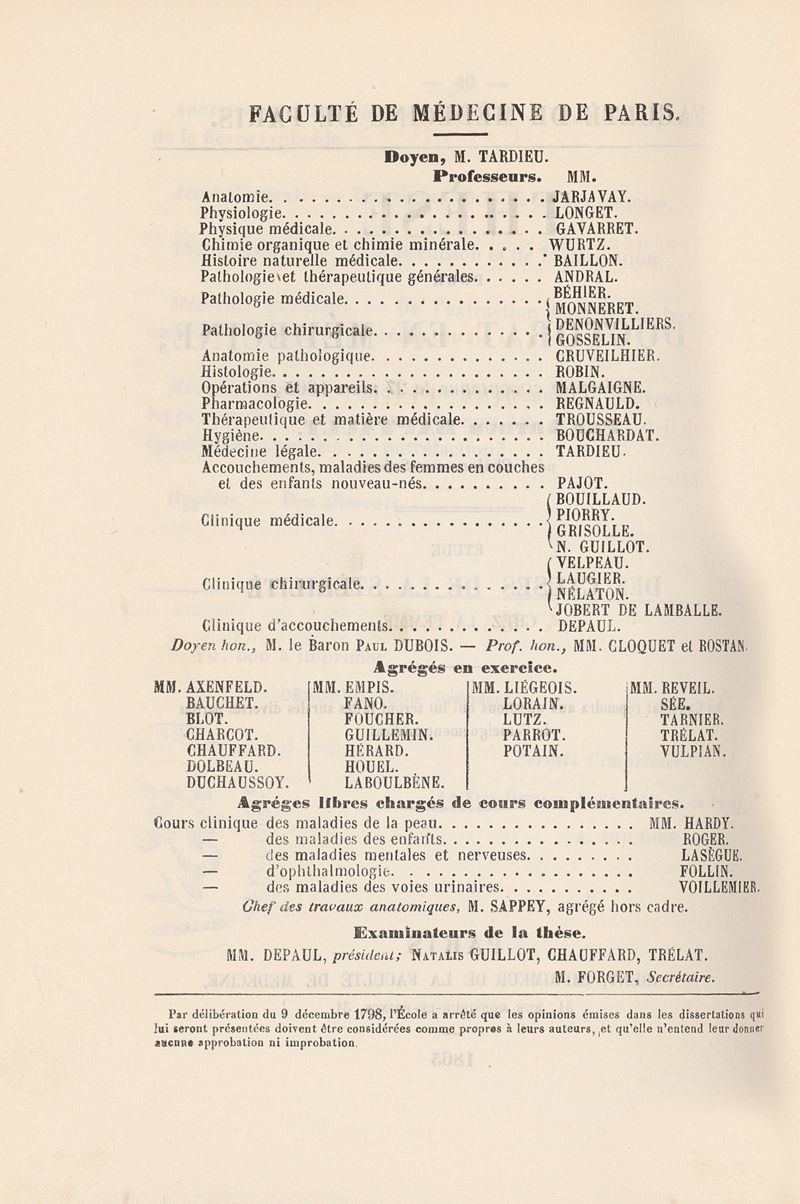 FACULTÉ DE MÉDECINE DE PARIS.
Doyen, M. TARDIEU.
Professeurs. MM.
Anatomie. . . . . . . . . . . . . . . . . . . . . JARJAVAY.
Physiologie. . . . . . . . . . . . . . . . . . . . LONGET.
Physique médicale. . . . . . . . . . . . . . . . GAVARRET.
Chimie organique et chimie minérale. . . . . WURTZ.
Histoire naturelle médicale. . . . . . . . . . . BAILLON.
Pathologie et thérapeutique générales. . . . . . ANDRAL.
Pathologie médicale. . . . . . . . . . . . . . . { BÉHIER.
MONNERET.
Pathologie chirurgicale. . . . . . . . . . . . . { DENONVILLIERS.
GOSSELIN.
Anatomie pathologique. . . . . . . . . . . . . . CRUVEILHIER.
Histologie. . . . . . . . . . . . . . . . . . . . . ROBIN.
Opérations et appareils. . . . . . . . . . . . . MALGAIGNE.
Pharmacologie. . . . . . . . . . . . . . . . . . REGNAULD.
Thérapeutique et matière médicale. . . . . . . TROUSSEAU.
Hygiène. . . . . . . . . . . . . . . . . . . . . . BOUCHARDAT.
Médecine légale. . . . . . . . . . . . . . . . . . TARDIEU.
Accouchements, maladies des femmes en couches
et des enfants nouveau-nés. . . . . . . . . . PAJOT.
Clinique médicale. . . . . . . . . . . . . . . . { BOUILLAUD.
PIORRY.
GRISOLLE.
N. GUILLOT.
Clinique chirurgicale. . . . . . . . . . . . . . { VELPEAU.
LAUGIER.
NÉLATON.
JOBERT DE LAMBALLE.
Clinique d'accouchements. . . . . . . . . . . . . DEPAUL.
Doyen hon., M. le Baron PAUL DUBOIS. — Prof. hon., MM. CLOQUET et ROSTAN.
Agrégés en exercice.
MM. AXENFELD. MM. EMPIS. MM. LIÉGEOIS. MM. REVEIL.
BAUCHET. FANO. LORAIN. SÉE.
BLOT. FOUCHER. LUTZ. TARNIER.
CHARCOT. GUILLEMIN. PARROT. TRÉLAT.
CHAUFFARD. HÉRARD. POTAIN. VULPIAN.
DOLBEAU. HOUEL.
DUCHAUSSOY. LABOULBÈNE.
Agréges libres chargés de cours complémentaires.
Cours clinique des maladies de la peau. . . . . . . . . . . . . . . . MM. HARDY.
— des maladies des enfants. . . . . . . . . . . . . . . ROGER.
— des maladies mentales et nerveuses. . . . . . . . . LASÈGUE.
— d'ophthalmologie. . . . . . . . . . . . . . . . . . . FOLLIN.
— des maladies des voies urinaires. . . . . . . . . . . VOILLEMIER.
Chef des travaux anatomiques, M. SAPPEY, agrégé hors cadre.
Examinateurs de la thèse.
MM. DEPAUL, président; NATALIS GUILLOT, CHAUFFARD, TRÉLAT.
M. FORGET, Secrétaire.
Par délibération du 9 décembre 1798, l'École a arrêté que les opinions émises dans les dissertations qui
lui seront présentées doivent être considérées comme propres à leurs auteurs, et qu'elle n'entend leur donner
aucune approbation ni improbation.